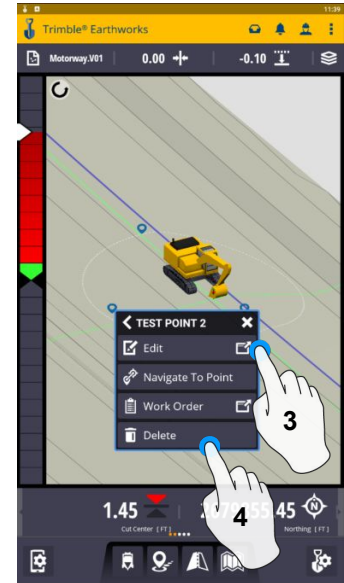 11:39
Trimble® Earthworks
Motorway.V01 0.00 -0.10
TEST POINT 2
Edit
Navigate To Point
Work Order
Delete
3
4
1.45 45
Cut Center [FT] Northing [FT]